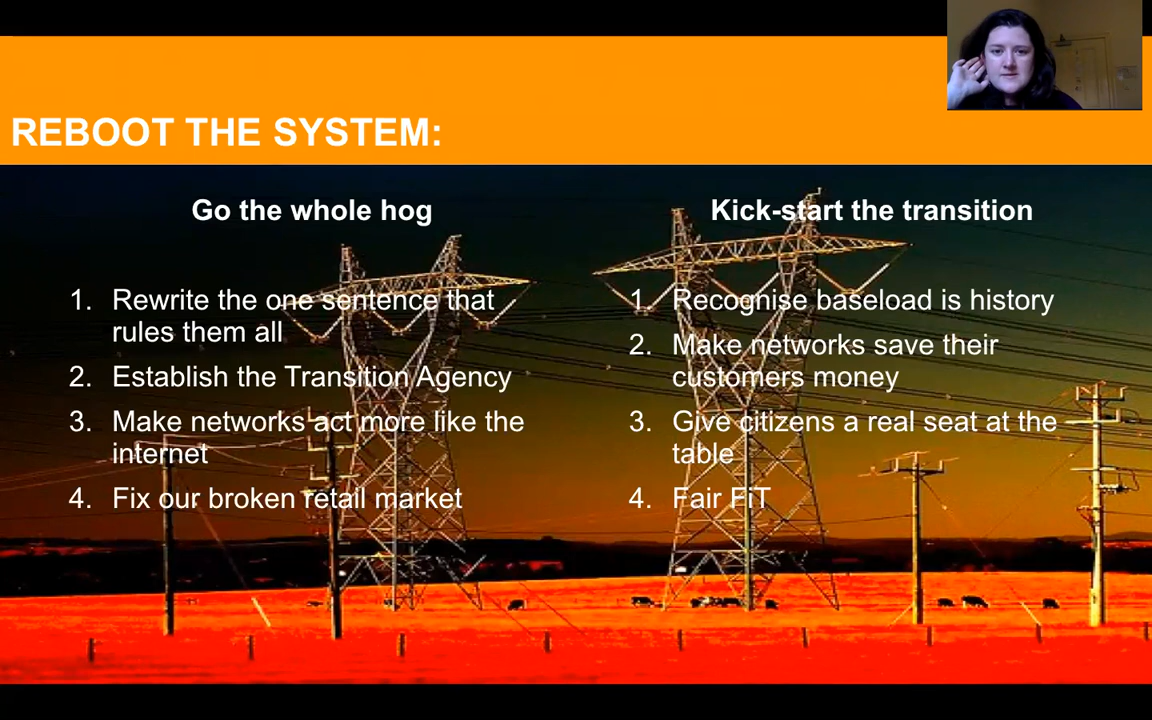 REBOOT THE SYSTEM:
Go the whole hog
1. Rewrite the one sentence that
rules them all
2. Establish the Transition Agency
3. Make networks act more like the
internet
4. Fix our broken retail market
Kick-start the transition
1. Recognise baseload is history
2. Make networks save their
customers money
3. Give citizens a real seat at the
table
4. Fair FiT